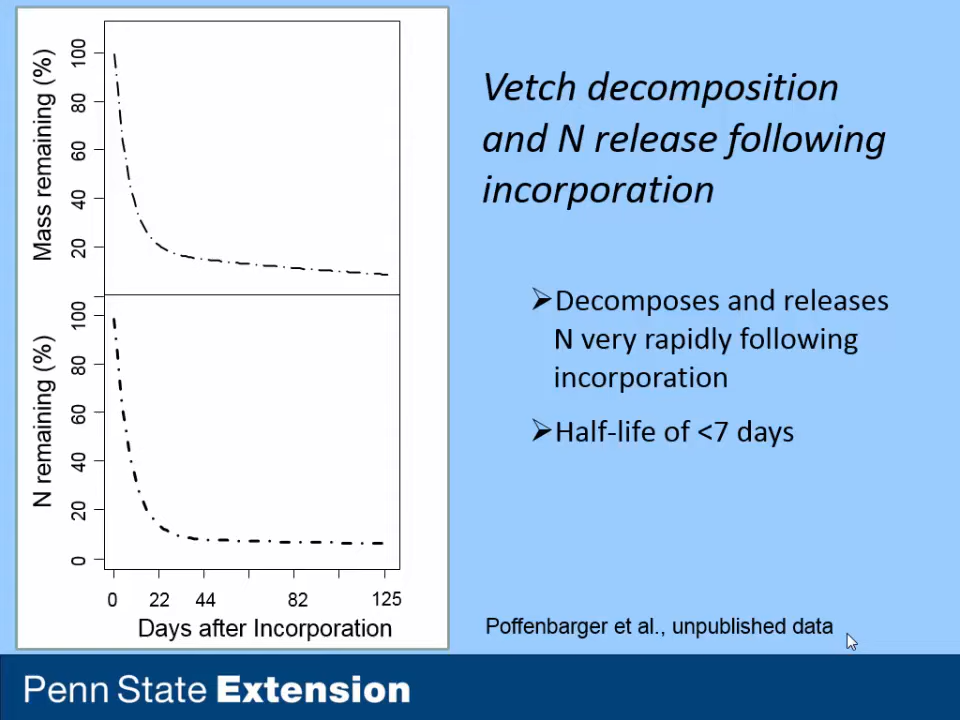 Vetch decomposition
and N release following
incorporation
➢Decomposes and releases
N very rapidly following
incorporation
➢Half-life of <7 days
Mass remaining (%)
100
80
60
40
20
N remaining (%)
100
80
60
40
20
0
0 22 44 82 125
Days after Incorporation
Poffenbarger et al., unpublished data
Penn State Extension